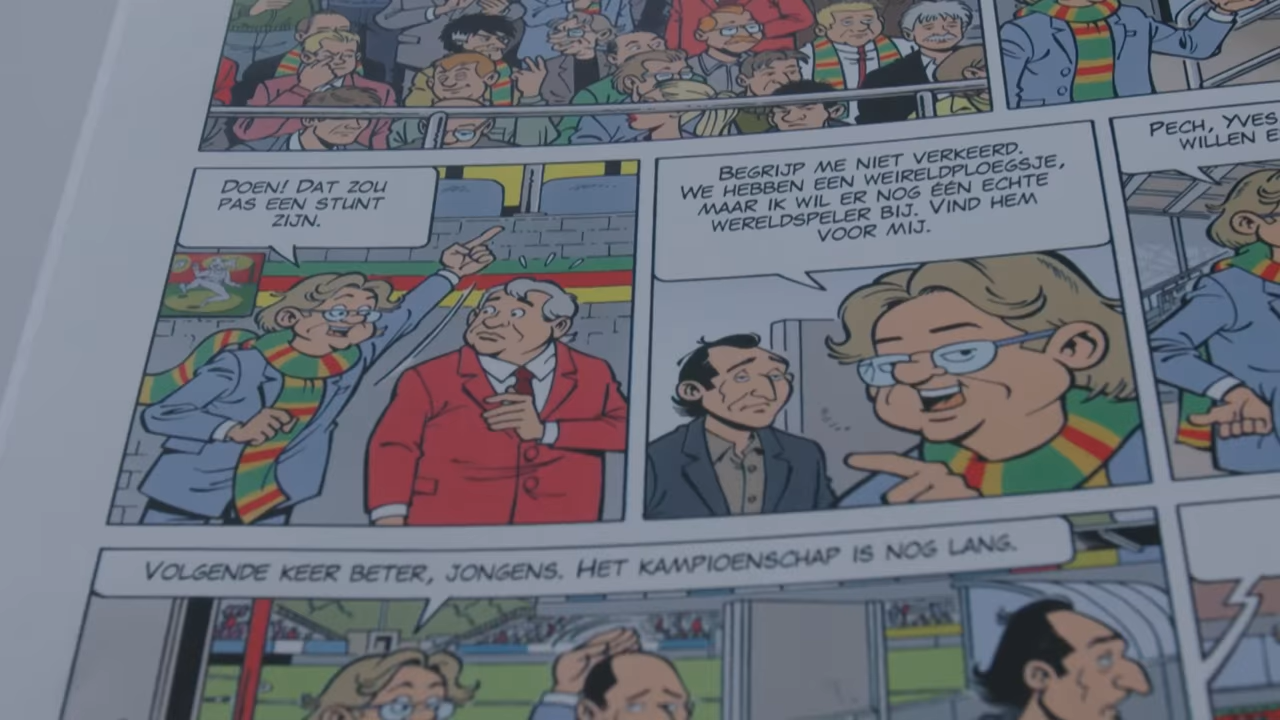 DOEN! DAT ZOU
PAS EEN STUNT
ZIJN.
BEGRIJP ME NIET VERKEERD.
WE HEBBEN EEN WEIRELDPLOEGSJE,
MAAR IK WIL ER NOG ÉÉN ECHTE
WERELDSPELER BIJ. VIND HEM
VOOR MIJ.
PECH, YVES
WILLEN E
VOLGENDE KEER BETER, JONGENS. HET KAMPIOENSCHAP IS NOG LANG.